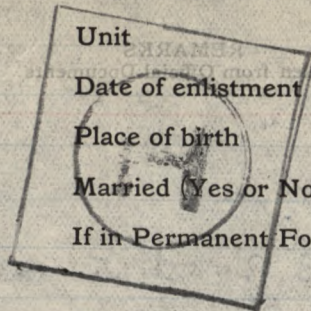 Unit
Date of enlistment
Place of birth
Married (Yes or No
If in Permanent Fo